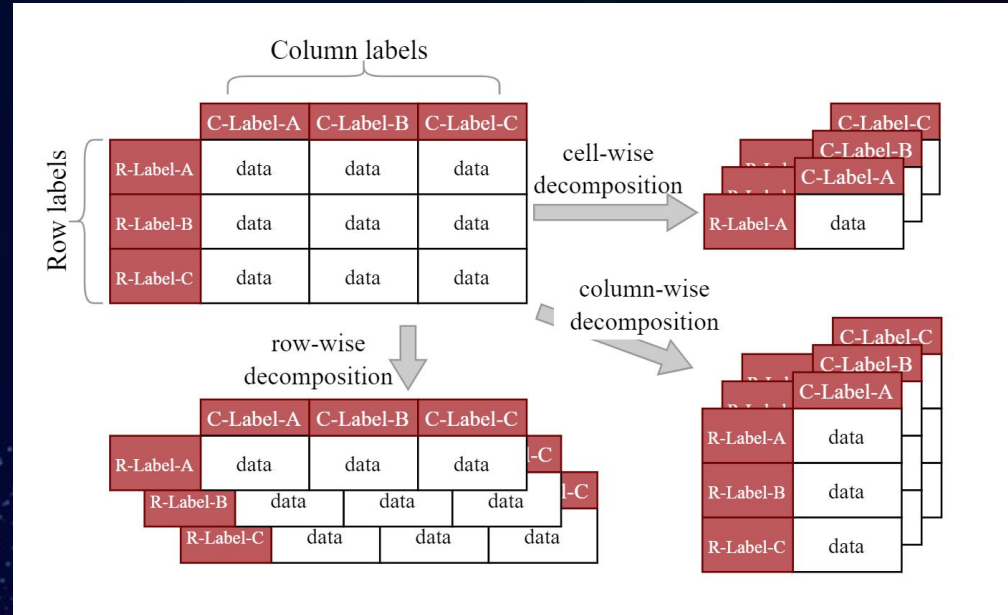 Column labels
C-Label-A C-Label-B C-Label-C
Row labels
R-Label-A data data data
R-Label-B data data data
R-Label-C data data data
cell-wise
decomposition
C-Label-C
C-Label-B
C-Label-A
R-Label-A data
column-wise
decomposition
row-wise
decomposition
C-Label-A C-Label-B C-Label-C
R-Label-A data data data
R-Label-B data data data
R-Label-C data data data
C-Label-C
C-Label-B
C-Label-A
R-Label-A data
R-Label-B data
R-Label-C data